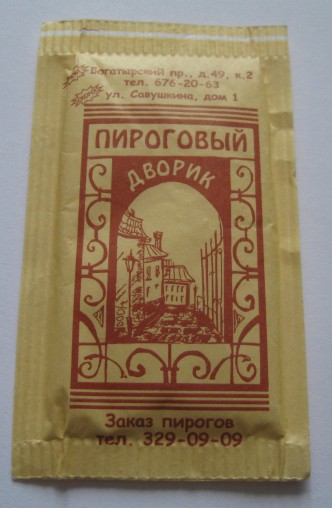 Богатырский пр., д.49, к.2
тел. 676-20-63
ул. Савушкина, дом 1
ПИРОГОВЫЙ
ДВОРИК
Заказ пирогов
тел. 329-09-09